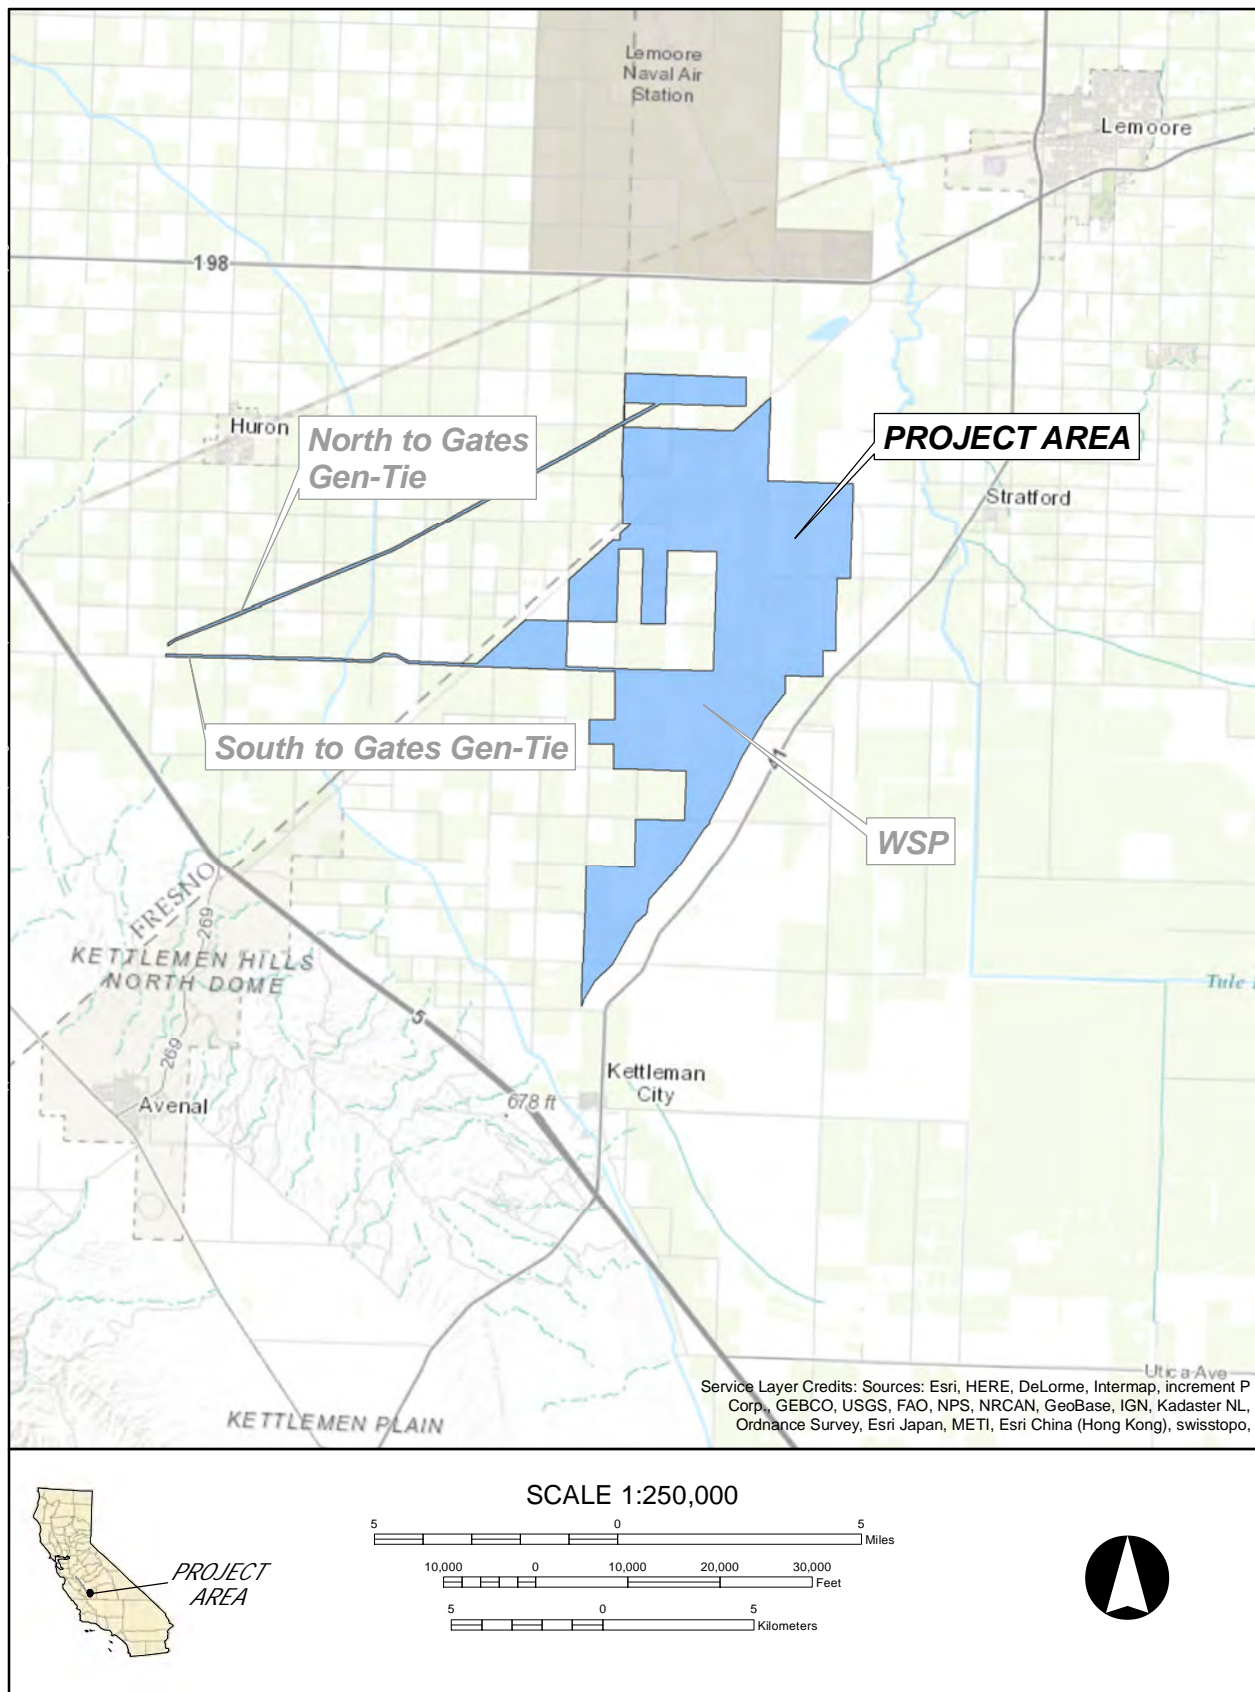 Lemoore
Naval Air
Station
Lemoore
198
Huron
North to Gates
Gen-Tie
PROJECT AREA
Stratford
South to Gates Gen-Tie
41
WSP
FRESNO
269
KETTLEMEN HILLS
NORTH DOME
Tule
5
269
Kettleman
City
678 ft
Avenal
Utica Ave
KETTLEMEN PLAIN
Service Layer Credits: Sources: Esri, HERE, DeLorme, Intermap, increment P
Corp., GEBCO, USGS, FAO, NPS, NRCAN, GeoBase, IGN, Kadaster NL,
Ordnance Survey, Esri Japan, METI, Esri China (Hong Kong), swisstopo,
SCALE 1:250,000
5 0 5
Miles
10,000 0 10,000 20,000 30,000
Feet
5 0 5
Kilometers
PROJECT
AREA